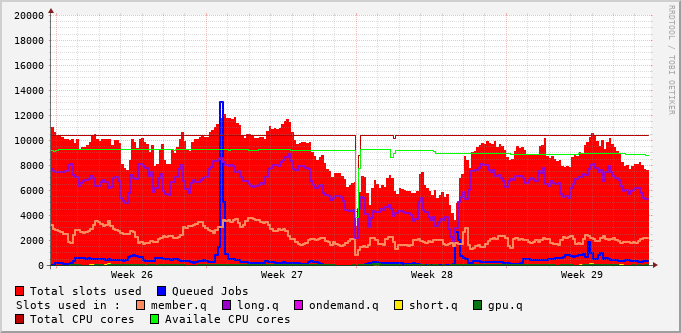 RRDTOOL / TOBI OETIKER
20000
18000
16000
14000
12000
10000
8000
6000
4000
2000
0
Week 26 Week 27 Week 28 Week 29
Total slots used Queued Jobs
Slots used in : member.q long.q ondemand.q short.q gpu.q
Total CPU cores Availale CPU cores